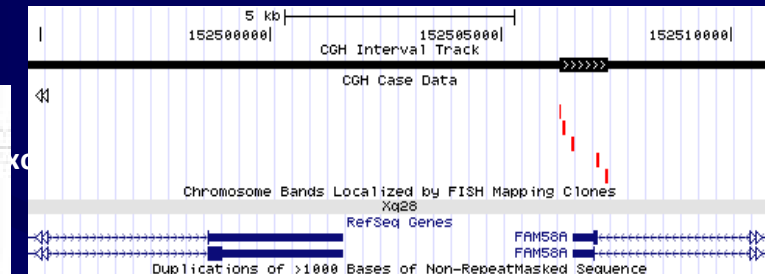 5 kb
152500000| 152505000| 152510000|
CGH Interval Track
CGH Case Data
xo
Chromosome Bands Localized by FISH Mapping Clones
Xq28
RefSeq Genes
FAM58A
FAM58A
Duplications of >1000 Bases of Non-RepeatMasked Sequence